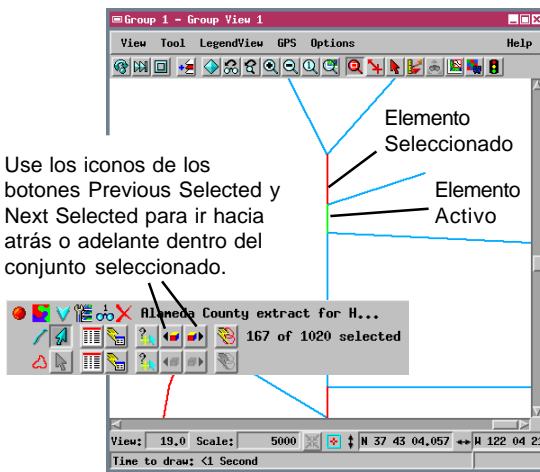 Group 1 - Group View 1
View Tool LegendView GPS Options Help
Elemento
Seleccionado
Elemento
Activo
Use los iconos de los
botones Previous Selected y
Next Selected para ir hacia
atrás o adelante dentro del
conjunto seleccionado.
Alameda County extract for H...
167 of 1020 selected
View: 19.0 Scale: 5000 N 37 43 04.057 W 122 04 21
Time to draw: <1 Second